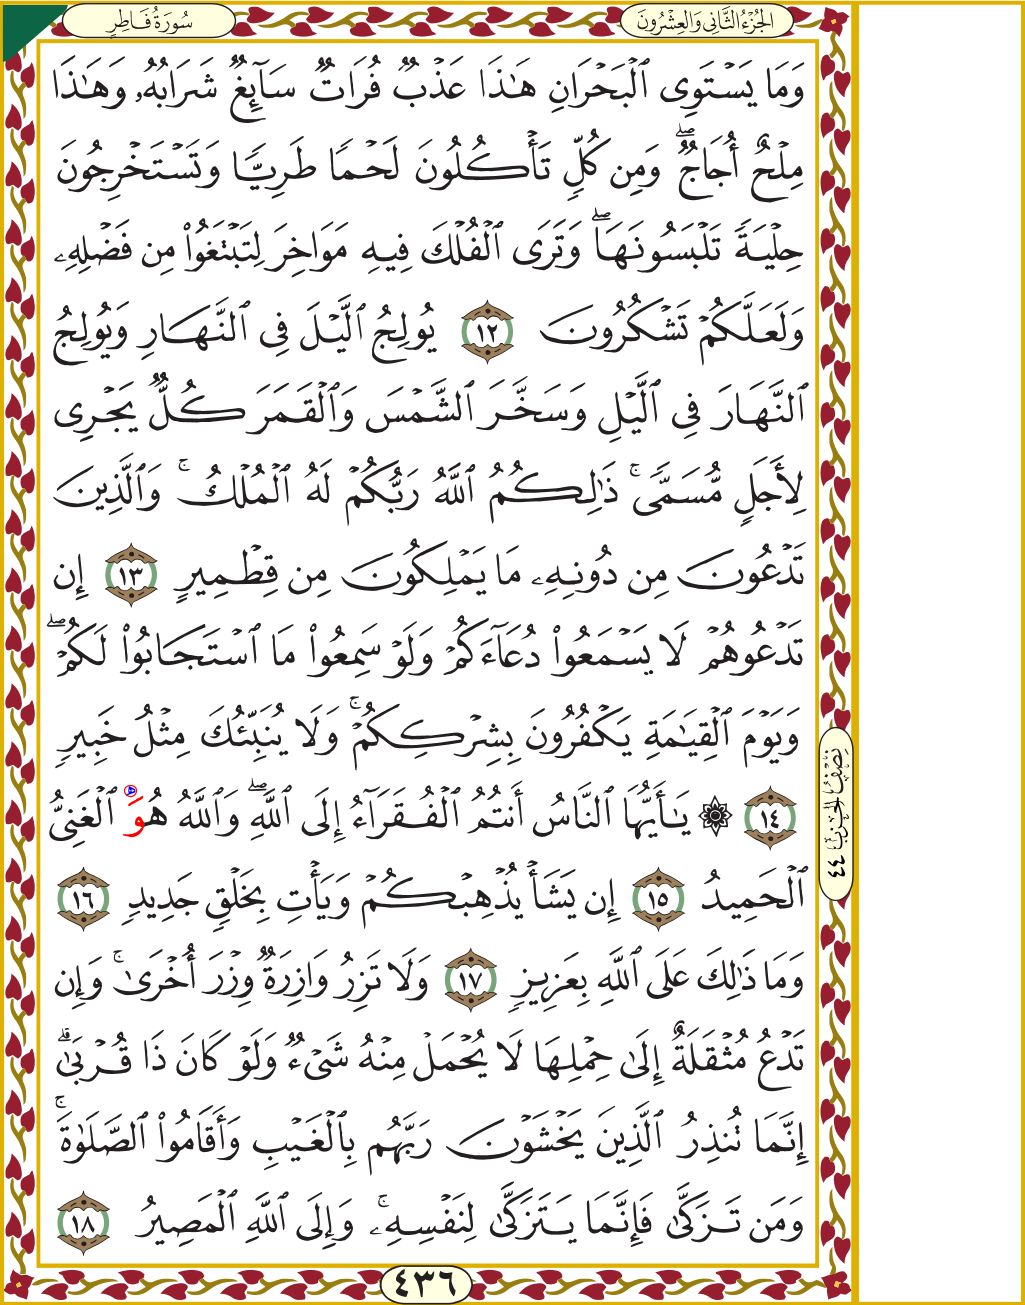 سُورَةُ فَاطِرٍ
الجُزْءُ الثَّانِي وَالعِشْرُونَ
وَمَا يَسۡتَوِى ٱلۡبَحۡرَانِ هَٰذَا عَذۡبٌ فُرَاتٌ سَآئِغٌ شَرَابُهُۥ وَهَٰذَا
مِلۡحٌ أُجَاجٌۖ وَمِن كُلٍّ تَأۡكُلُونَ لَحۡمًا طَرِيًّا وَتَسۡتَخۡرِجُونَ
حِلۡيَةً تَلۡبَسُونَهَاۖ وَتَرَى ٱلۡفُلۡكَ فِيهِ مَوَاخِرَ لِتَبۡتَغُواْ مِن فَضۡلِهِۦ
وَلَعَلَّكُمۡ تَشۡكُرُونَ ١٢ يُولِجُ ٱلَّيۡلَ فِى ٱلنَّهَارِ وَيُولِجُ
ٱلنَّهَارَ فِى ٱلَّيۡلِ وَسَخَّرَ ٱلشَّمۡسَ وَٱلۡقَمَرَ كُلٌّ يَجۡرِى
لِأَجَلٍ مُّسَمًّىۚ ذَٰلِكُمُ ٱللَّهُ رَبُّكُمۡ لَهُ ٱلۡمُلۡكُۚ وَٱلَّذِينَ
تَدۡعُونَ مِن دُونِهِۦ مَا يَمۡلِكُونَ مِن قِطۡمِيرٍ ١٣ إِن
تَدۡعُوهُمۡ لَا يَسۡمَعُواْ دُعَآءَكُمۡ وَلَوۡ سَمِعُواْ مَا ٱسۡتَجَابُواْ لَكُمۡۖ
وَيَوۡمَ ٱلۡقِيَٰمَةِ يَكۡفُرُونَ بِشِرۡكِكُمۡۚ وَلَا يُنَبِّئُكَ مِثۡلُ خَبِيرٍ
١٤ ۞ يَٰٓأَيُّهَا ٱلنَّاسُ أَنتُمُ ٱلۡفُقَرَآءُ إِلَى ٱللَّهِۖ وَٱللَّهُ هُوَ ٱلۡغَنِىُّ
ٱلۡحَمِيدُ ١٥ إِن يَشَأۡ يُذۡهِبۡكُمۡ وَيَأۡتِ بِخَلۡقٍ جَدِيدٍ ١٦
وَمَا ذَٰلِكَ عَلَى ٱللَّهِ بِعَزِيزٍ ١٧ وَلَا تَزِرُ وَازِرَةٌ وِزۡرَ أُخۡرَىٰۚ وَإِن
تَدۡعُ مُثۡقَلَةٌ إِلَىٰ حِمۡلِهَا لَا يُحۡمَلۡ مِنۡهُ شَىۡءٌ وَلَوۡ كَانَ ذَا قُرۡبَىٰٓۗ
إِنَّمَا تُنذِرُ ٱلَّذِينَ يَخۡشَوۡنَ رَبَّهُم بِٱلۡغَيۡبِ وَأَقَامُواْ ٱلصَّلَوٰةَۚ
وَمَن تَزَكَّىٰ فَإِنَّمَا يَتَزَكَّىٰ لِنَفۡسِهِۦۚ وَإِلَى ٱللَّهِ ٱلۡمَصِيرُ ١٨
نِصْفُ الحِزْبِ ٤٤
٤٣٦